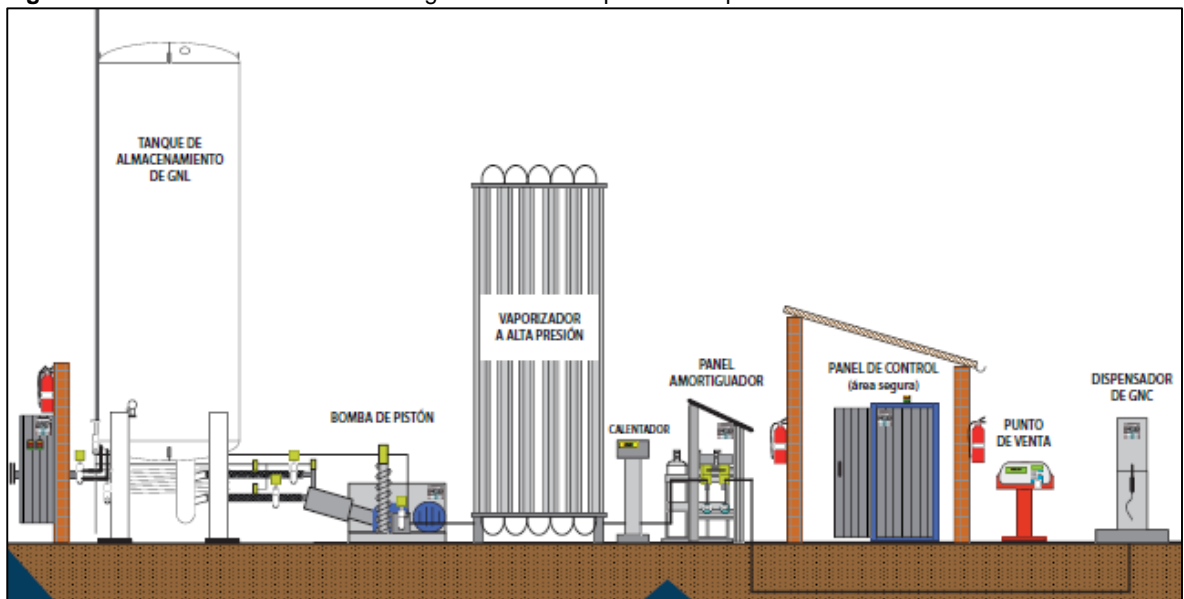 TANQUE DE
ALMACENAMIENTO
DE GNL
BOMBA DE PISTÓN
VAPORIZADOR
A ALTA PRESIÓN
CALENTADOR
PANEL
AMORTIGUADOR
PANEL DE CONTROL
(área segura)
PUNTO
DE VENTA
DISPENSADOR
DE GNC